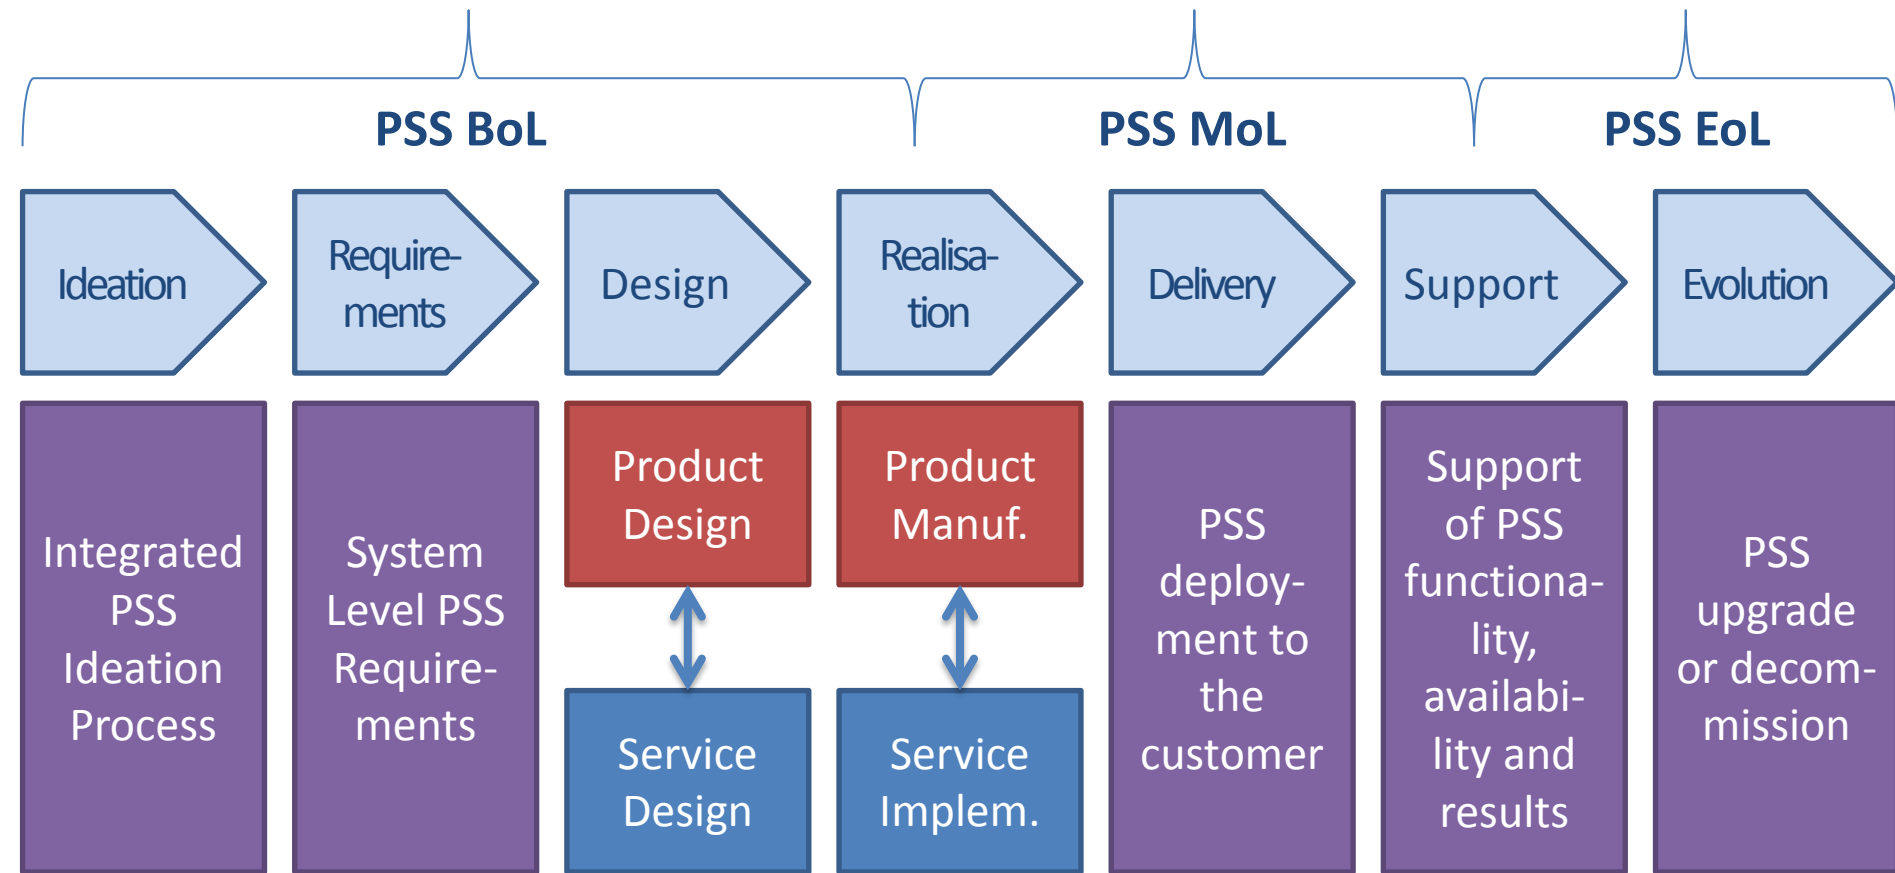 PSS BoL
PSS MoL
PSS EoL
Ideation
Require-
ments
Design
Realisa-
tion
Delivery
Support
Evolution
Integrated
PSS
Ideation
Process
System
Level PSS
Require-
ments
Product
Design
Service
Design
Product
Manuf.
Service
Implem.
PSS
deploy-
ment to
the
customer
Support
of PSS
functiona-
lity,
availabi-
lity and
results
PSS
upgrade
or decom-
mission